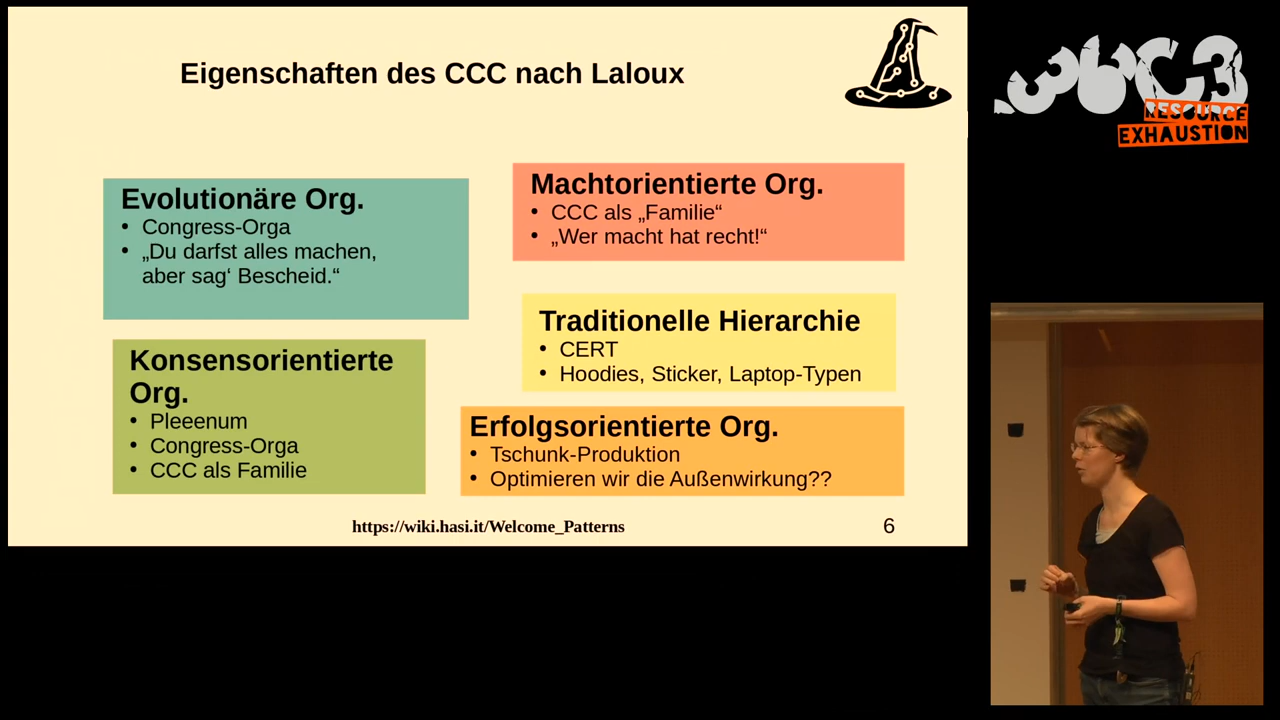 Eigenschaften des CCC nach Laloux
Evolutionäre Org.
• Congress-Orga
• „Du darfst alles machen,
aber sag‘ Bescheid.“
Konsensorientierte
Org.
• Pleeenum
• Congress-Orga
• CCC als Familie
Machtorientierte Org.
• CCC als „Familie“
• „Wer macht hat recht!“
Traditionelle Hierarchie
• CERT
• Hoodies, Sticker, Laptop-Typen
Erfolgsorientierte Org.
• Tschunk-Produktion
• Optimieren wir die Außenwirkung??
https://wiki.hasi.it/Welcome_Patterns
6
36C3
RESOURCE
EXHAUSTION